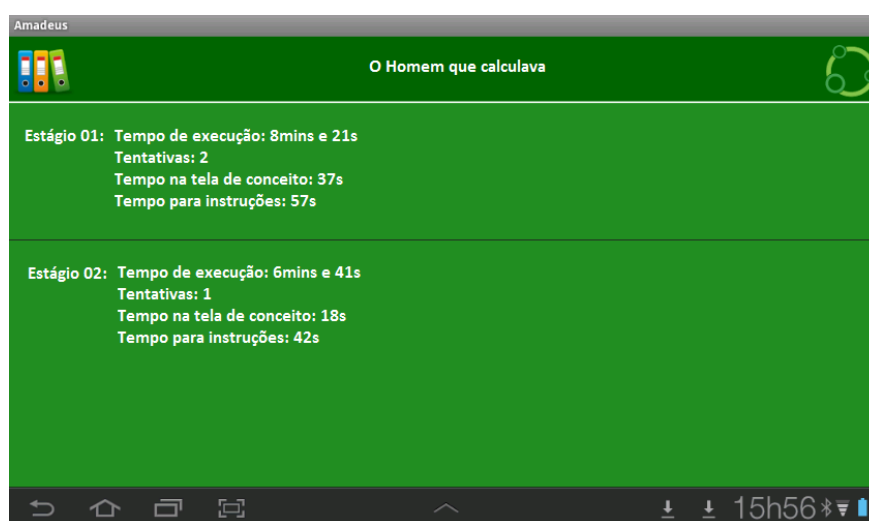 Amadeus
O Homem que calculava
Estágio 01: Tempo de execução: 8mins e 21s
Tentativas: 2
Tempo na tela de conceito: 37s
Tempo para instruções: 57s
Estágio 02: Tempo de execução: 6mins e 41s
Tentativas: 1
Tempo na tela de conceito: 18s
Tempo para instruções: 42s
15h56